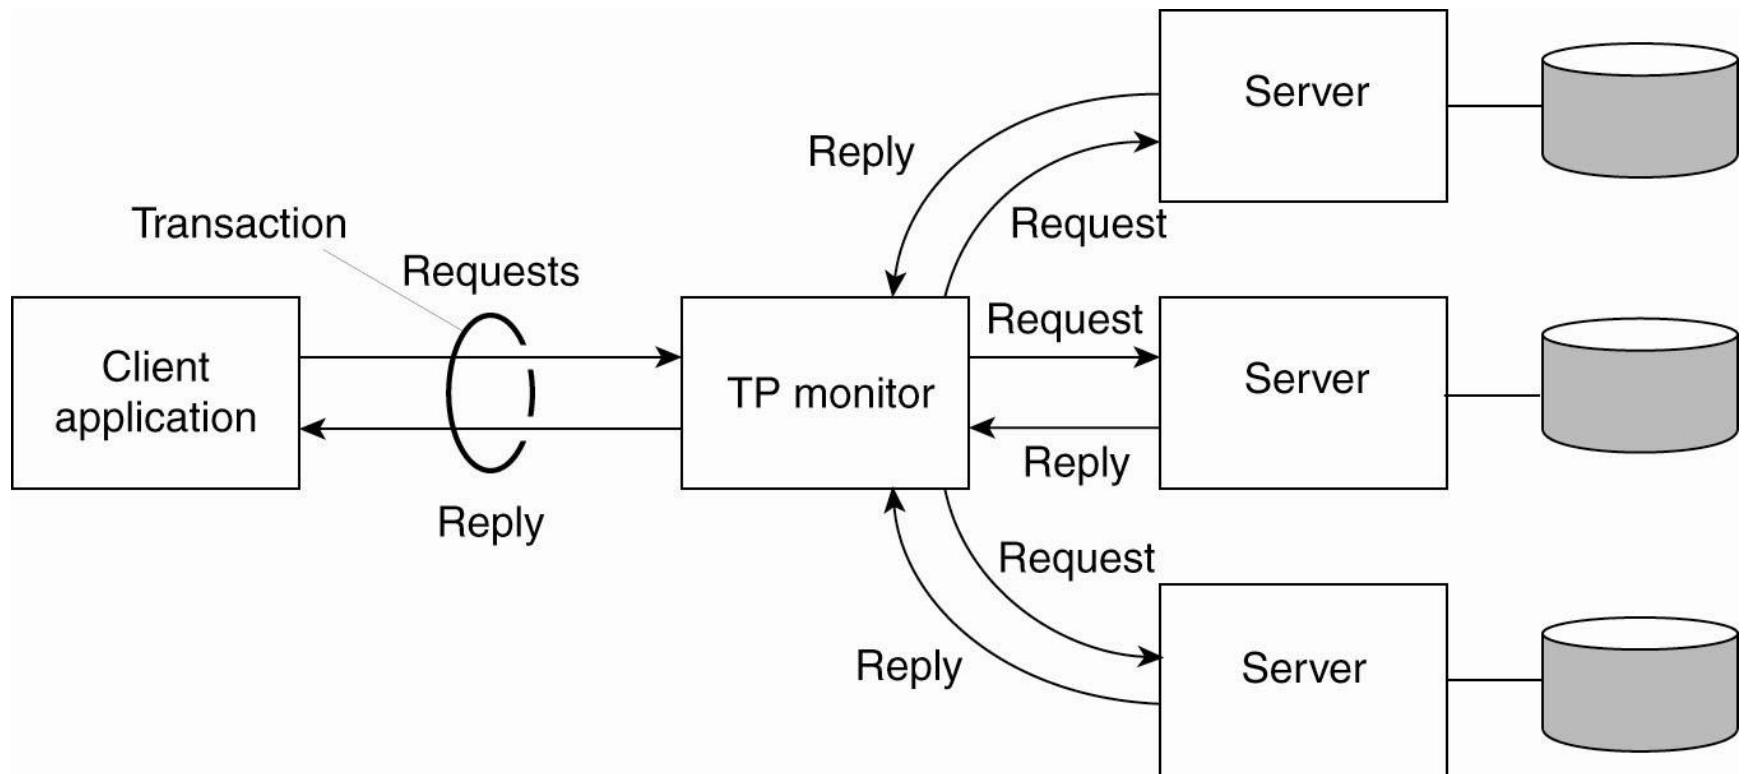 Server
Reply
Transaction
Request
Requests
Request
Client
application
TP monitor
Server
Reply
Reply
Request
Reply
Server